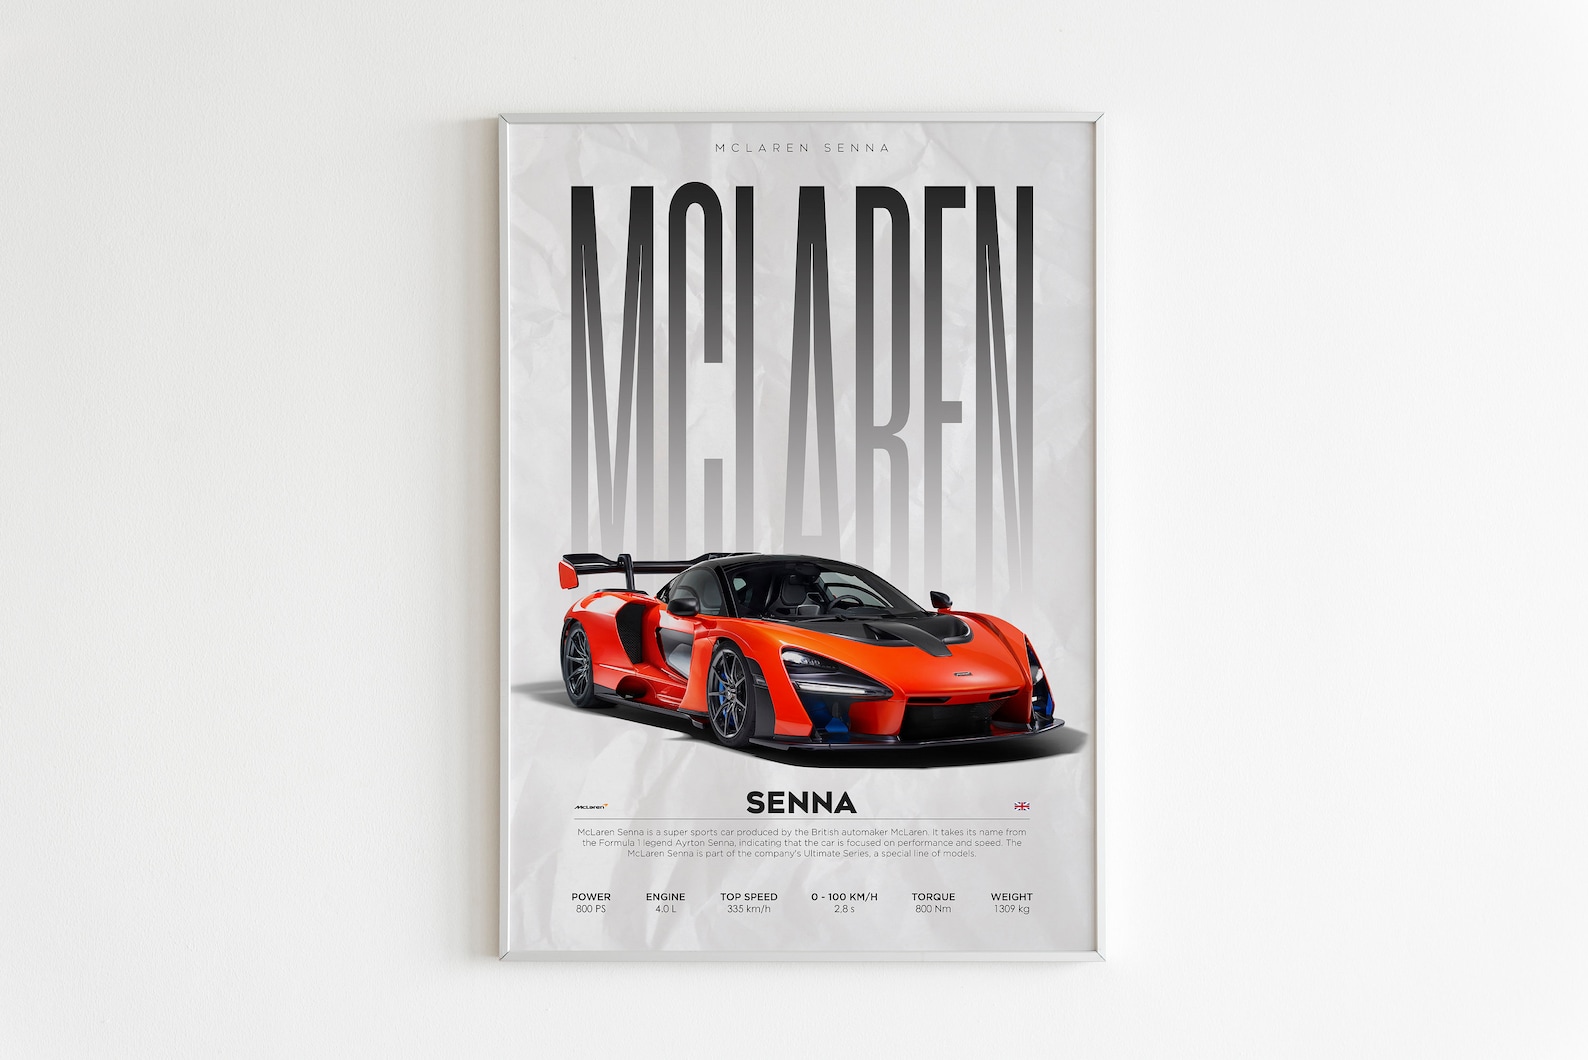 MCLAREN SENNA
MCLAREN
McLaren
SENNA
McLaren Senna is a super sports car produced by the British automaker McLaren. It takes its name from
the Formula 1 legend Ayrton Senna, indicating that the car is focused on performance and speed. The
McLaren Senna is part of the company's Ultimate Series, a special line of models.
POWER ENGINE TOP SPEED 0 - 100 KM/H TORQUE WEIGHT
800 PS 4.0 L 335 km/h 2,8 s 800 Nm 1309 kg